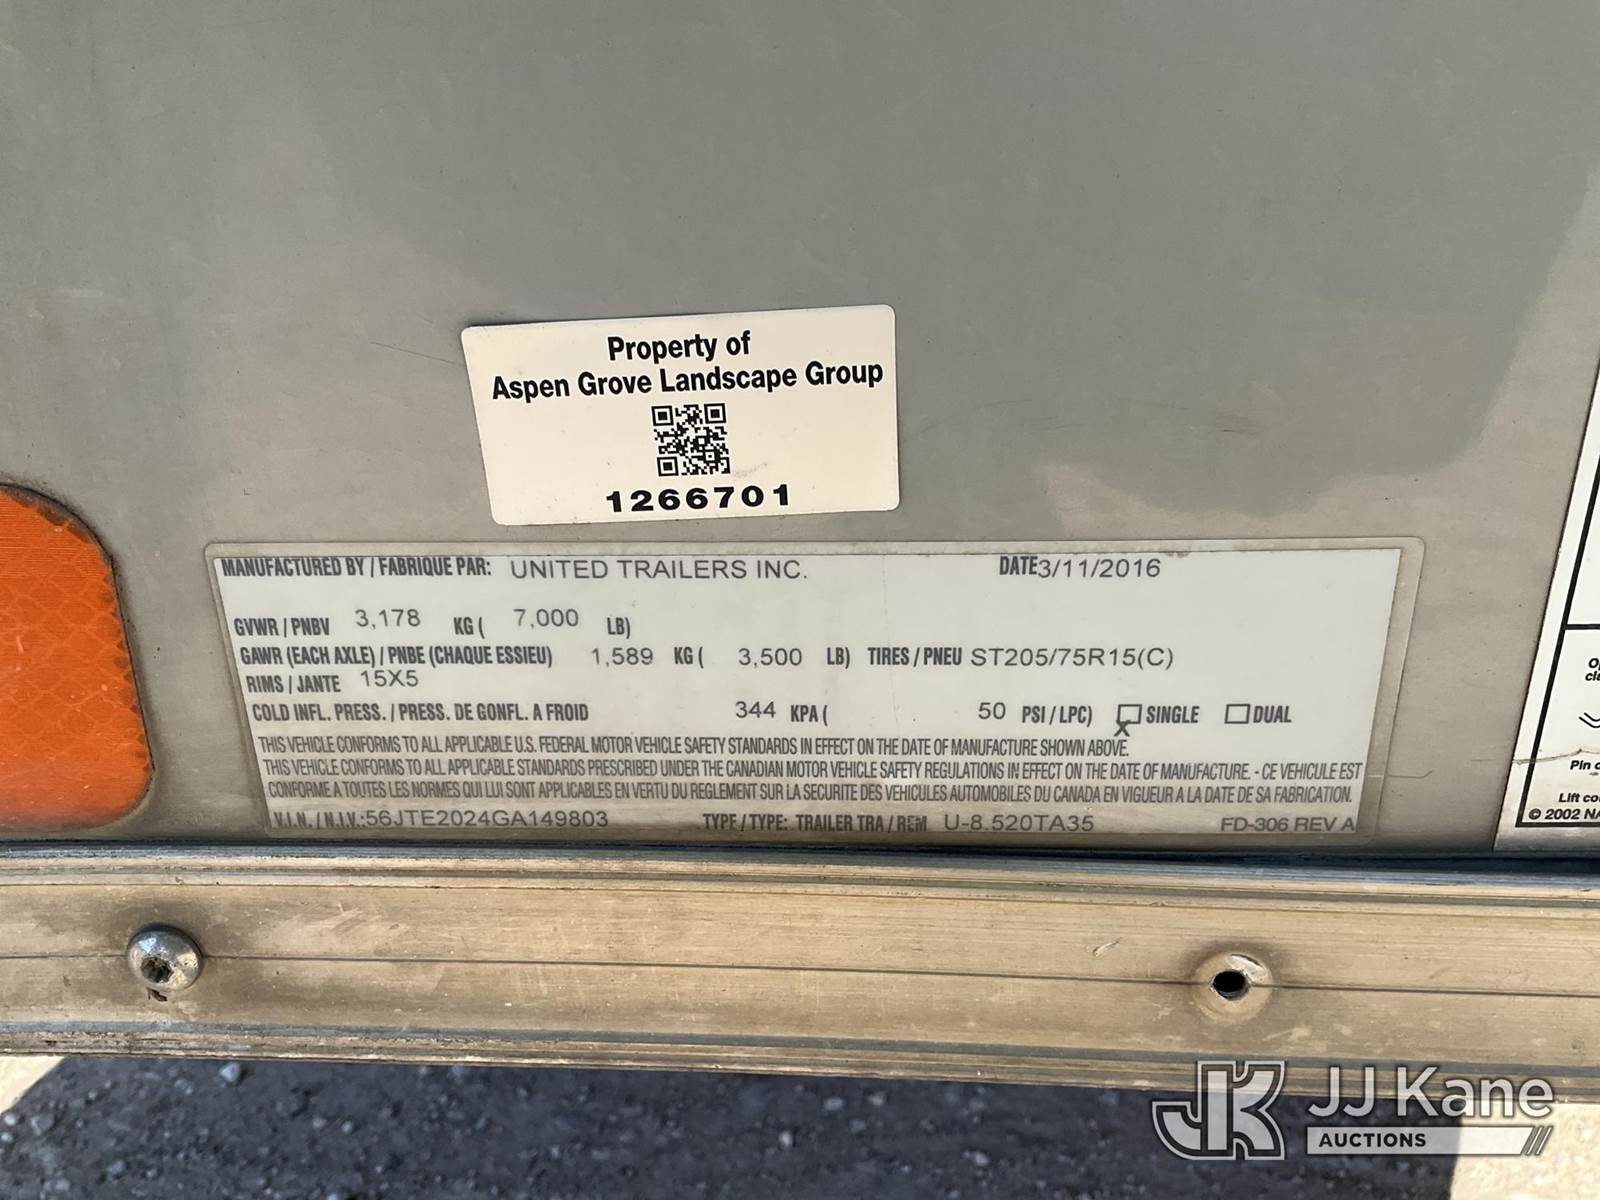 Property of
Aspen Grove Landscape Group
1266701
MANUFACTURED BY / FABRIQUE PAR: UNITED TRAILERS INC. DATE 3/11/2016
GVWR / PNBV 3,178 KG ( 7,000 LB)
GAWR (EACH AXLE) / PNBE (CHAQUE ESSIEU) 1,589 KG ( 3,500 LB) TIRES / PNEU ST205/75R15(C)
RIMS / JANTE 15X5
COLD INFL. PRESS. / PRESS. DE GONFL. A FROID 344 KPA ( 50 PSI / LPC) X SINGLE DUAL
THIS VEHICLE CONFORMS TO ALL APPLICABLE U.S. FEDERAL MOTOR VEHICLE SAFETY STANDARDS IN EFFECT ON THE DATE OF MANUFACTURE SHOWN ABOVE.
THIS VEHICLE CONFORMS TO ALL APPLICABLE STANDARDS PRESCRIBED UNDER THE CANADIAN MOTOR VEHICLE SAFETY REGULATIONS IN EFFECT ON THE DATE OF MANUFACTURE. - CE VEHICULE EST
CONFORME A TOUTES LES NORMES QUI LUI SONT APPLICABLES EN VERTU DU REGLEMENT SUR LA SECURITE DES VEHICULES AUTOMOBILES DU CANADA EN VIGUEUR A LA DATE DE SA FABRICATION.
V.I.N. / N.I.V.: 56JTE2024GA149803 TYPE / TYPE: TRAILER TRA / REM U-8.520TA35 FD-306 REV A
Pin
Lift
© 2002
JJ Kane
AUCTIONS